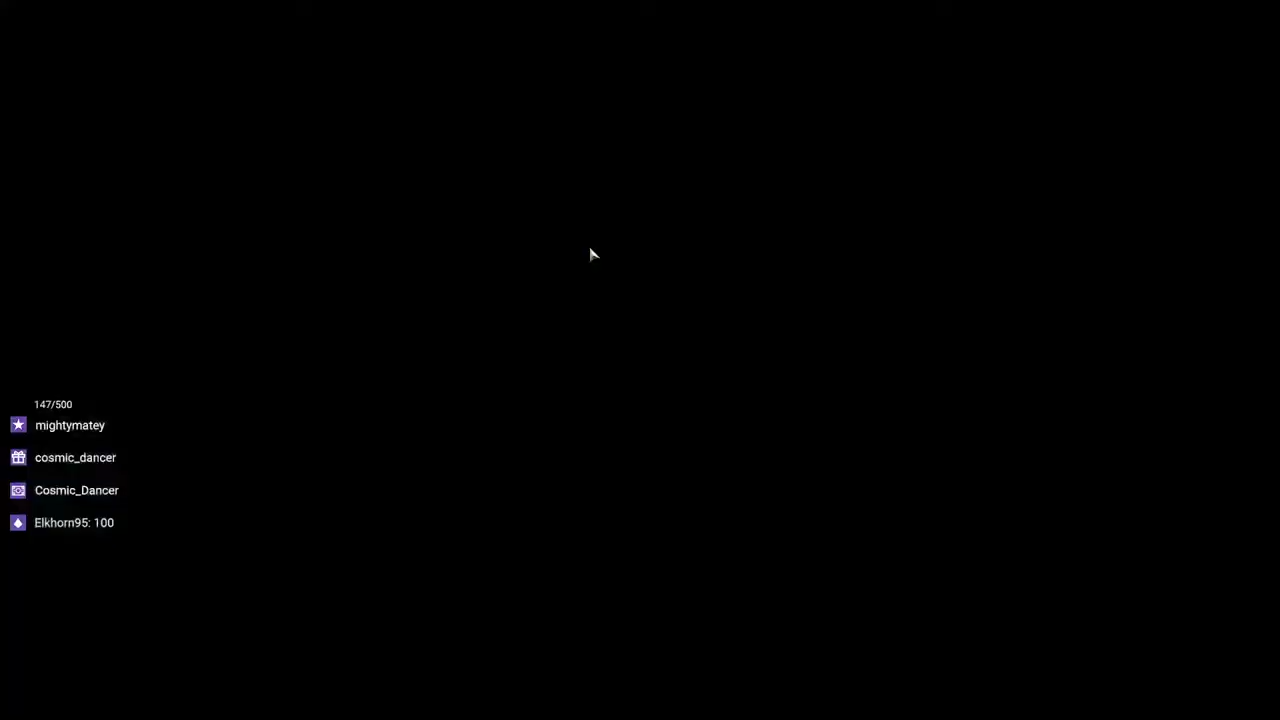 147/500
mightymatey
cosmic_dancer
Cosmic_Dancer
Elkhorn95: 100